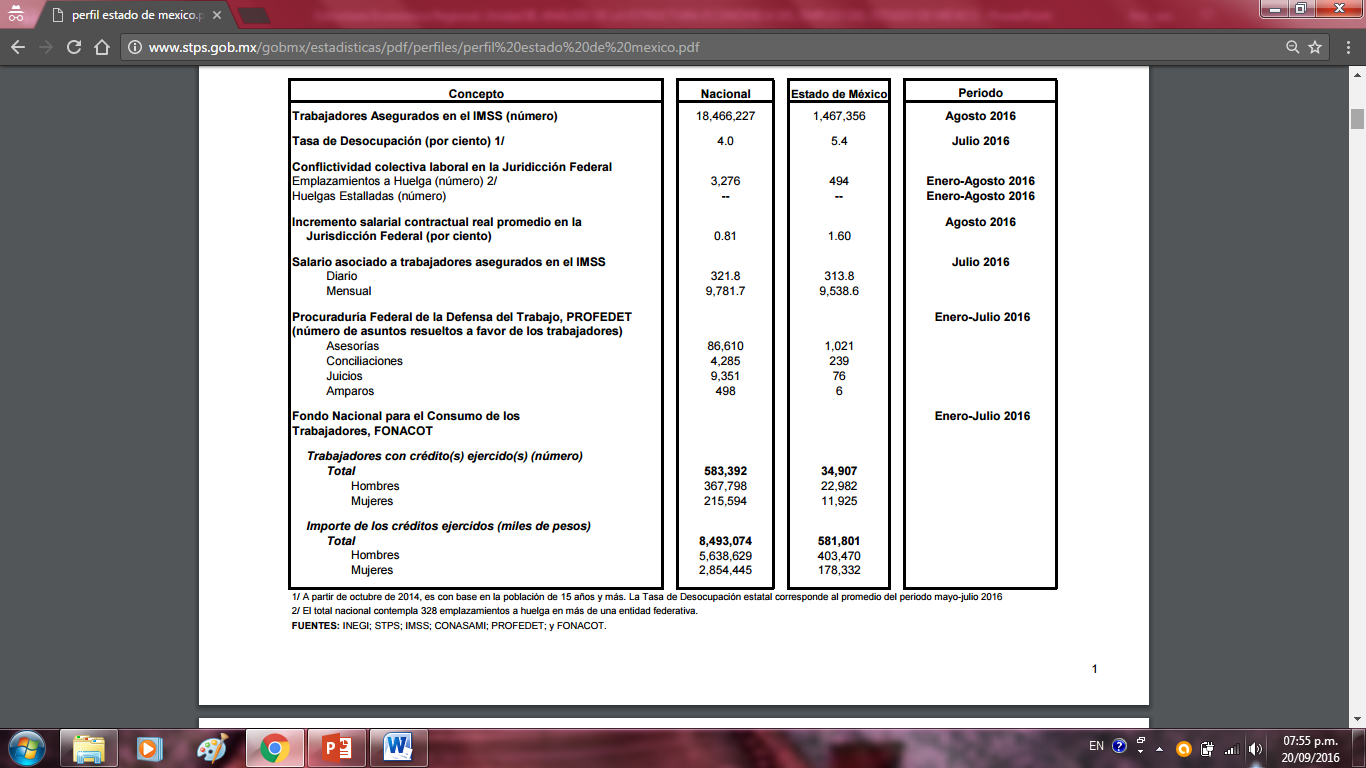 perfil estado de mexico.p
www.stps.gob.mx/gobmx/estadisticas/pdf/perfiles/perfil%20estado%20de%20mexico.pdf
Concepto Nacional Estado de México Periodo
Trabajadores Asegurados en el IMSS (número) 18,466,227 1,467,356 Agosto 2016
Tasa de Desocupación (por ciento) 1/ 4.0 5.4 Julio 2016
Conflictividad colectiva laboral en la Juridicción Federal
Emplazamientos a Huelga (número) 2/ 3,276 494 Enero-Agosto 2016
Huelgas Estalladas (número) -- -- Enero-Agosto 2016
Incremento salarial contractual real promedio en la Agosto 2016
Jurisdicción Federal (por ciento) 0.81 1.60
Salario asociado a trabajadores asegurados en el IMSS Julio 2016
Diario 321.8 313.8
Mensual 9,781.7 9,538.6
Procuraduría Federal de la Defensa del Trabajo, PROFEDET Enero-Julio 2016
(número de asuntos resueltos a favor de los trabajadores)
Asesorías 86,610 1,021
Conciliaciones 4,285 239
Juicios 9,351 76
Amparos 498 6
Fondo Nacional para el Consumo de los Enero-Julio 2016
Trabajadores, FONACOT
Trabajadores con crédito(s) ejercido(s) (número)
Total 583,392 34,907
Hombres 367,798 22,982
Mujeres 215,594 11,925
Importe de los créditos ejercidos (miles de pesos)
Total 8,493,074 581,801
Hombres 5,638,629 403,470
Mujeres 2,854,445 178,332
1/ A partir de octubre de 2014, es con base en la población de 15 años y más. La Tasa de Desocupación estatal corresponde al promedio del periodo mayo-julio 2016
2/ El total nacional contempla 328 emplazamientos a huelga en más de una entidad federativa.
FUENTES: INEGI; STPS; IMSS; CONASAMI; PROFEDET; y FONACOT.
1
EN 07:55 p.m.
20/09/2016